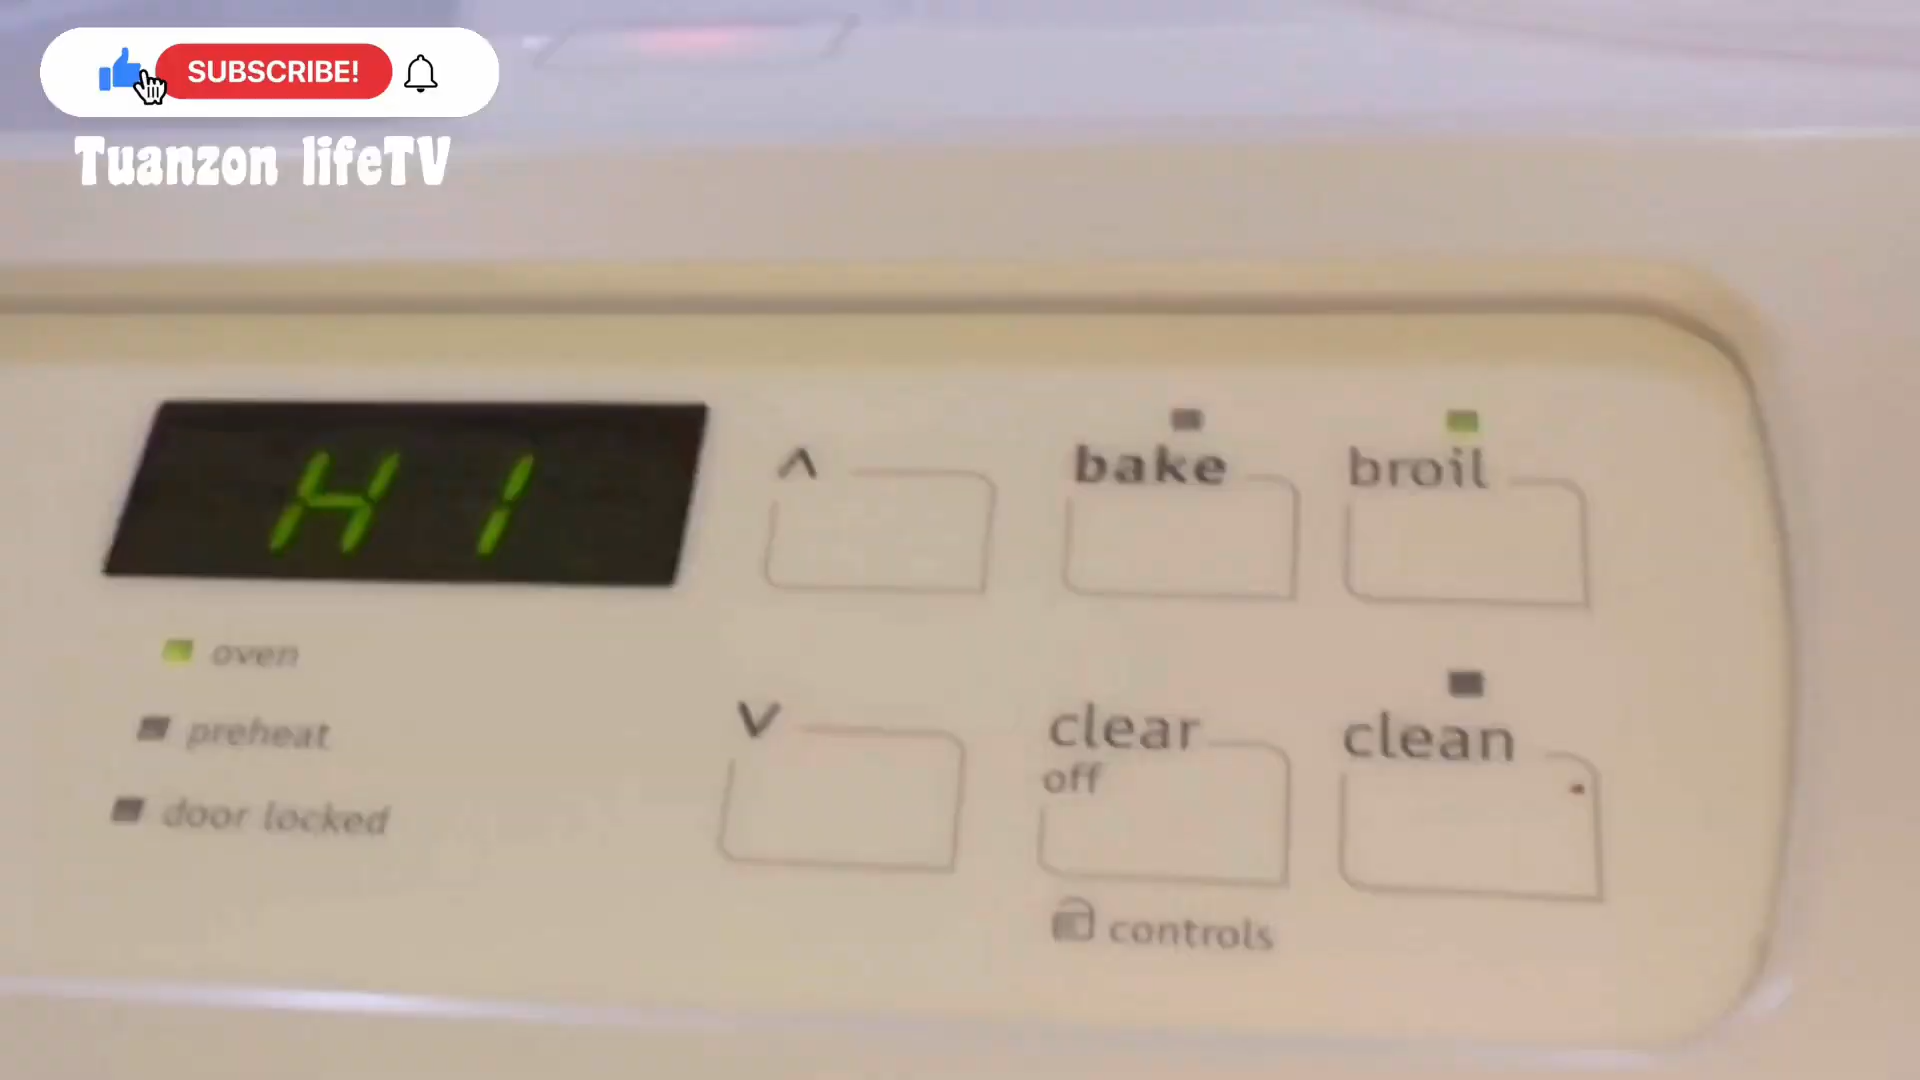 SUBSCRIBE!
Tuanzon lifeTV
HI
^
bake
broil
oven
preheat
door locked
v
clear
off
clean
controls